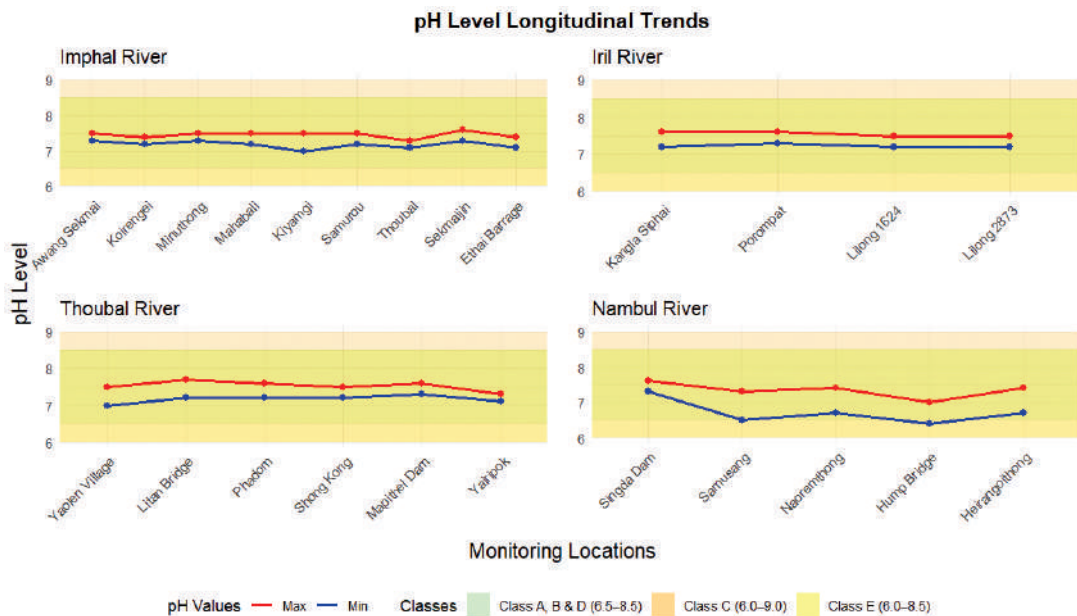 pH Level Longitudinal Trends
Imphal River
9
8
7
6
Awang Sekmai
Koirengei
Minuthong
Mahabali
Kiyamgi
Samurou
Thoubal
Sekmaijin
Ethai Barrage
Iril River
9
8
7
6
Kangla Siphai
Porompat
Lilong 1624
Lilong 2873
pH Level
Thoubal River
9
8
7
6
Yaolen Village
Litan Bridge
Phadom
Shong Kong
Mapithel Dam
Yairipok
Nambul River
9
8
7
6
Singda Dam
Samusang
Naoremthong
Hump Bridge
Heirangoithong
Monitoring Locations
pH Values Max Min Classes Class A, B & D (6.5–8.5) Class C (6.0–9.0) Class E (6.0–8.5)